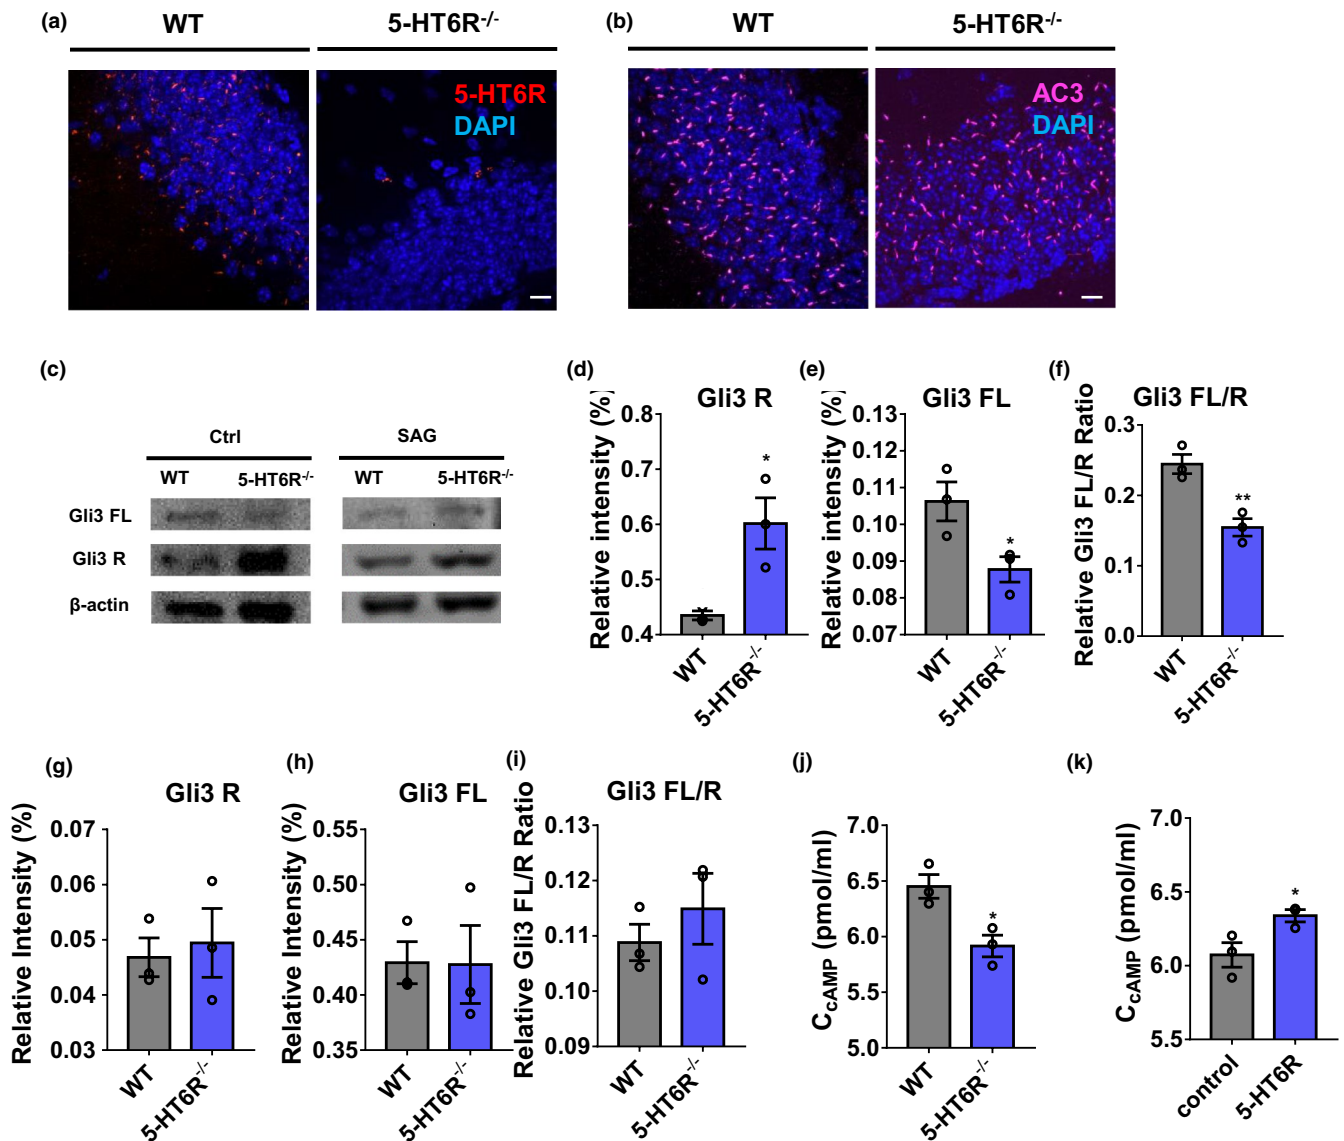 (a) WT 5-HT6R-/-
5-HT6R
DAPI
(b) WT 5-HT6R-/-
AC3
DAPI
(c)
Ctrl SAG
WT 5-HT6R-/- WT 5-HT6R-/-
Gli3 FL
Gli3 R
β-actin
(d)
Gli3 R
Relative intensity (%)
0.8
0.7
0.6
0.5
0.4
*
WT 5-HT6R-/-
(e)
Gli3 FL
Relative intensity (%)
0.13
0.12
0.11
0.10
0.09
0.08
0.07
*
WT 5-HT6R-/-
(f)
Gli3 FL/R
Relative Gli3 FL/R Ratio
0.3
0.2
0.1
0.0
**
WT 5-HT6R-/-
(g)
Gli3 R
Relative Intensity (%)
0.07
0.06
0.05
0.04
0.03
WT 5-HT6R-/-
(h)
Gli3 FL
Relative Intensity (%)
0.55
0.50
0.45
0.40
0.35
WT 5-HT6R-/-
(i)
Gli3 FL/R
Relative Gli3 FL/R Ratio
0.13
0.12
0.11
0.10
0.09
WT 5-HT6R-/-
(j)
CcAMP (pmol/ml)
7.0
6.5
6.0
5.5
5.0
*
WT 5-HT6R-/-
(k)
CcAMP (pmol/ml)
7.0
6.5
6.0
5.5
*
control 5-HT6R